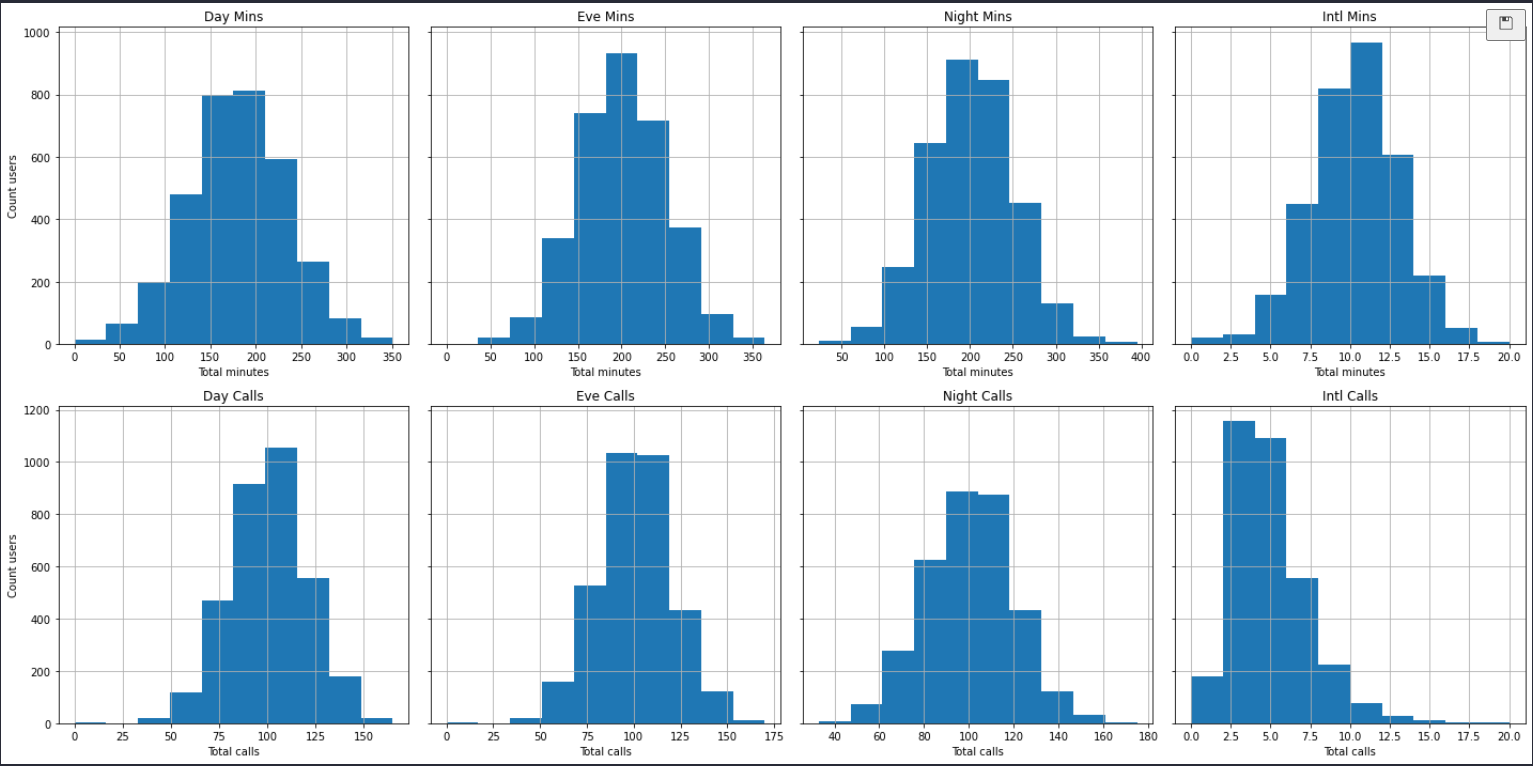 Day Mins
Eve Mins
Night Mins
Intl Mins
1000
800
600
400
200
0
Count users
0 50 100 150 200 250 300 350
0 50 100 150 200 250 300 350
50 100 150 200 250 300 350 400
0.0 2.5 5.0 7.5 10.0 12.5 15.0 17.5 20.0
Total minutes
Total minutes
Total minutes
Total minutes
Day Calls
Eve Calls
Night Calls
Intl Calls
1200
1000
800
600
400
200
0
Count users
0 25 50 75 100 125 150
0 25 50 75 100 125 150 175
40 60 80 100 120 140 160 180
0.0 2.5 5.0 7.5 10.0 12.5 15.0 17.5 20.0
Total calls
Total calls
Total calls
Total calls